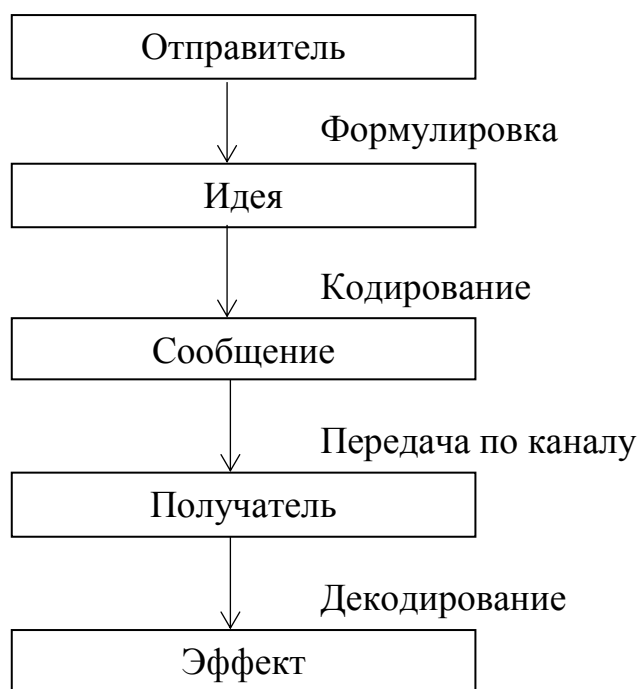 Отправитель
Формулировка
Идея
Кодирование
Сообщение
Передача по каналу
Получатель
Декодирование
Эффект